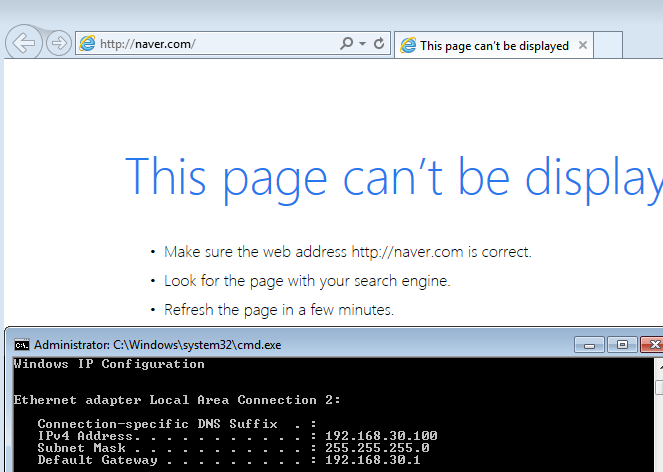 http://naver.com/
This page can't be displayed
This page can't be display
• Make sure the web address http://naver.com is correct.
• Look for the page with your search engine.
• Refresh the page in a few minutes.
Administrator: C:\Windows\system32\cmd.exe
Windows IP Configuration
Ethernet adapter Local Area Connection 2:
Connection-specific DNS Suffix  . :
IPv4 Address. . . . . . . . . . . : 192.168.30.100
Subnet Mask . . . . . . . . . . . : 255.255.255.0
Default Gateway . . . . . . . . . : 192.168.30.1